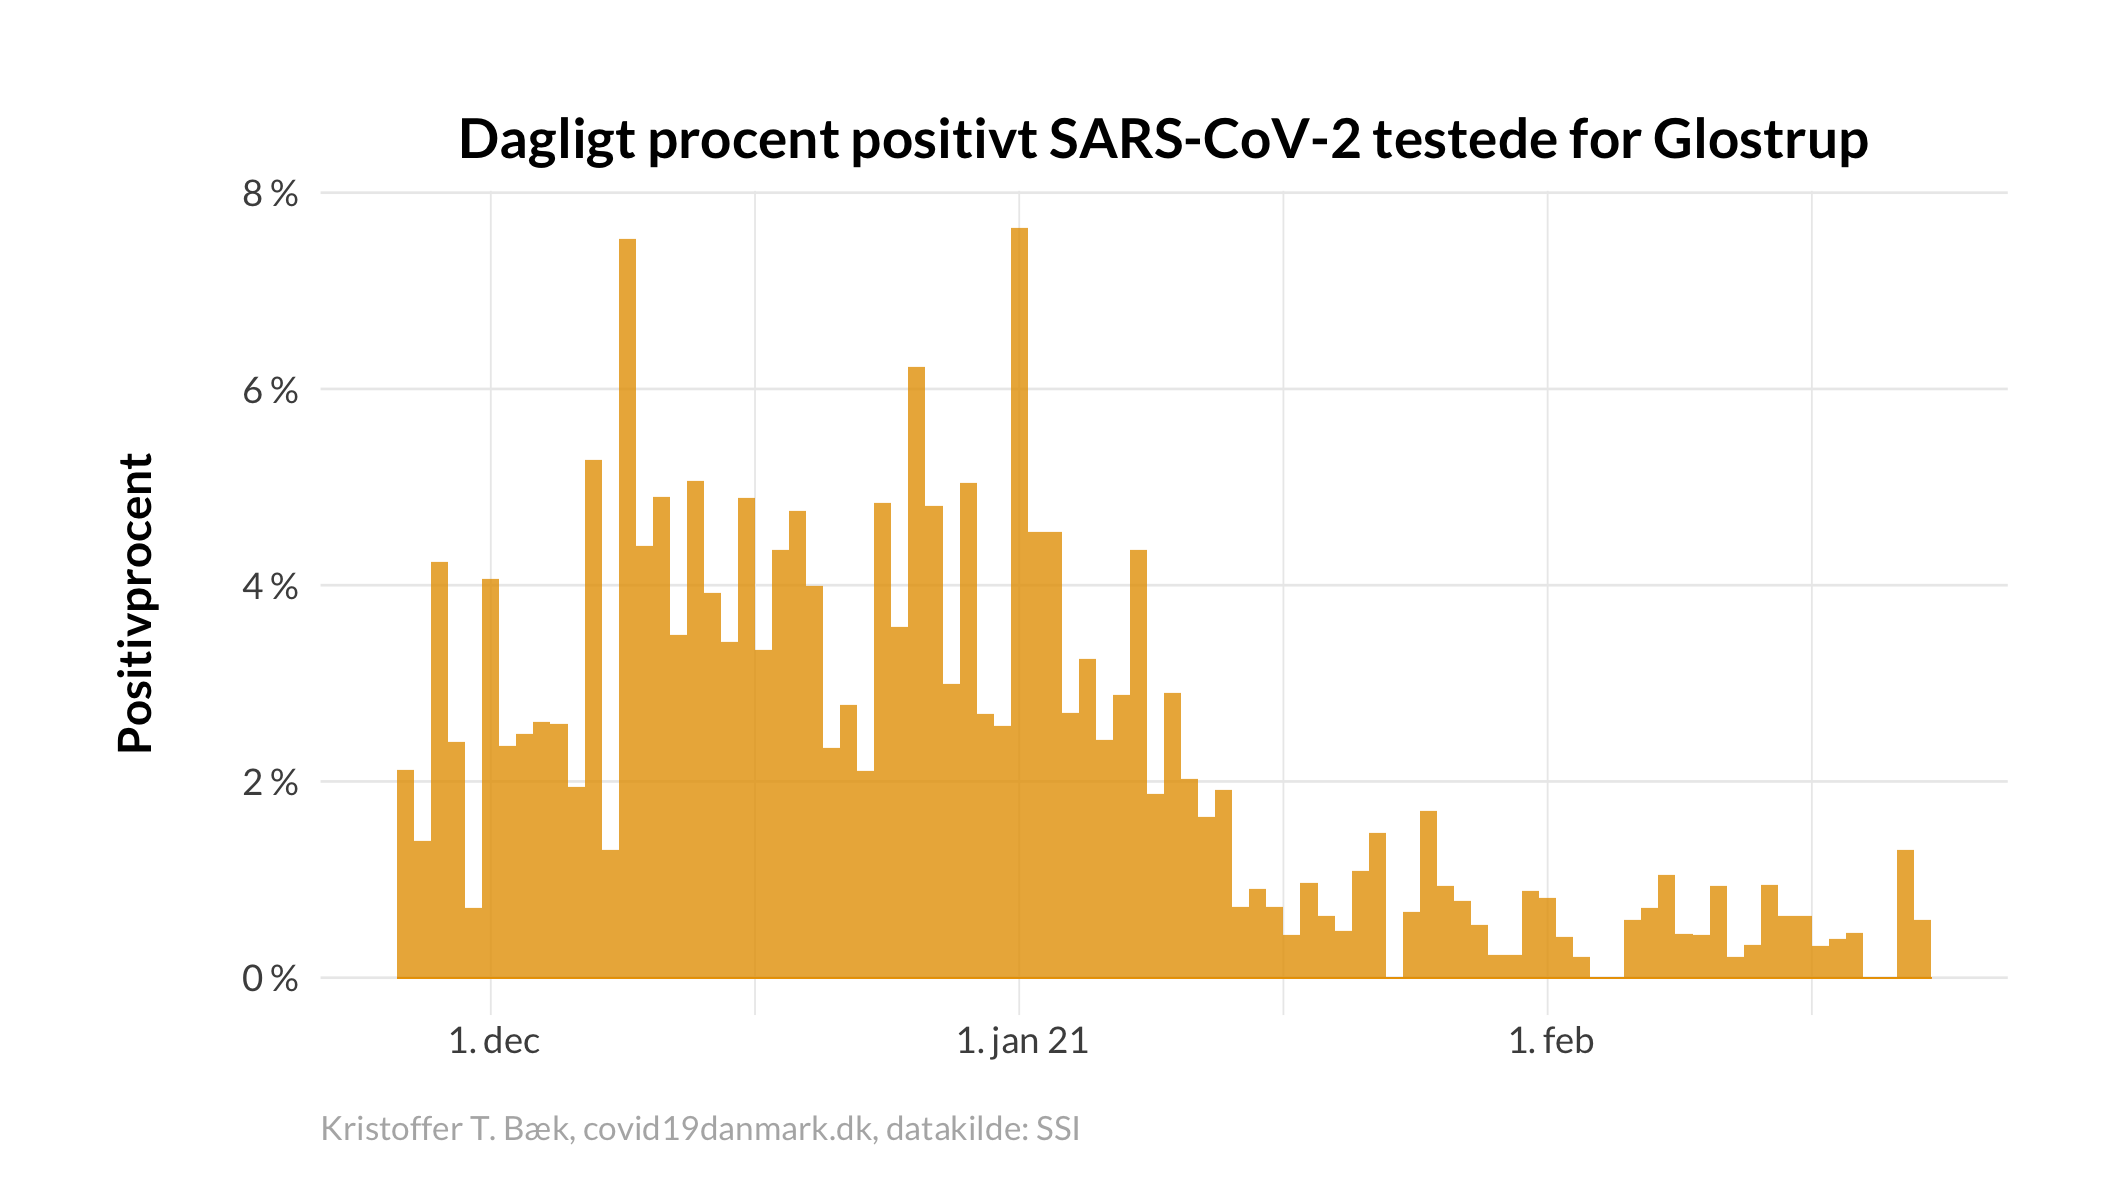 Dagligt procent positivt SARS-CoV-2 testede for Glostrup
Positivprocent
8 %
6 %
4 %
2 %
0 %
1. dec
1. jan 21
1. feb
Kristoffer T. Bæk, covid19danmark.dk, datakilde: SSI